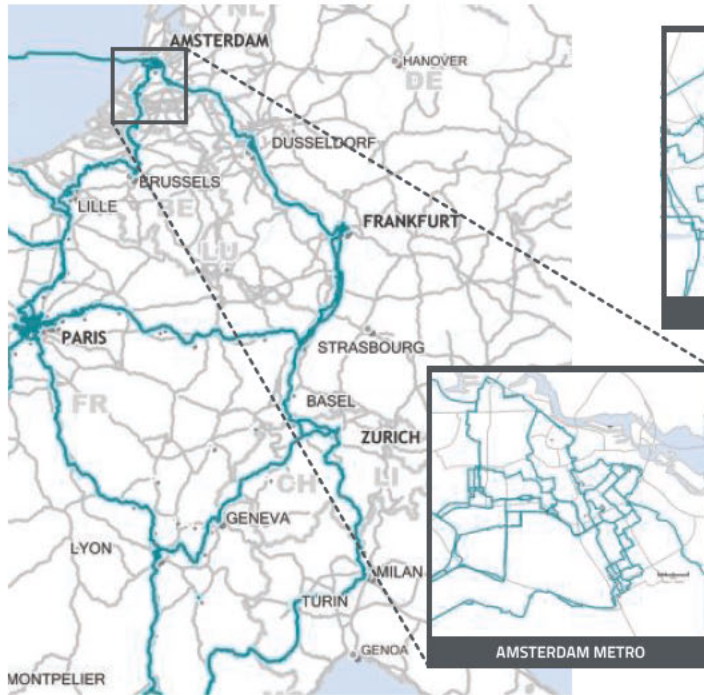 NL
AMSTERDAM
HANOVER
DE
DUSSELDORF
BRUSSELS
BE
LILLE
FRANKFURT
LU
PARIS
STRASBOURG
FR
BASEL
ZURICH
CH
LI
GENEVA
LYON
MILAN
TURIN
GENOA
MONTPELIER
AMSTERDAM METRO